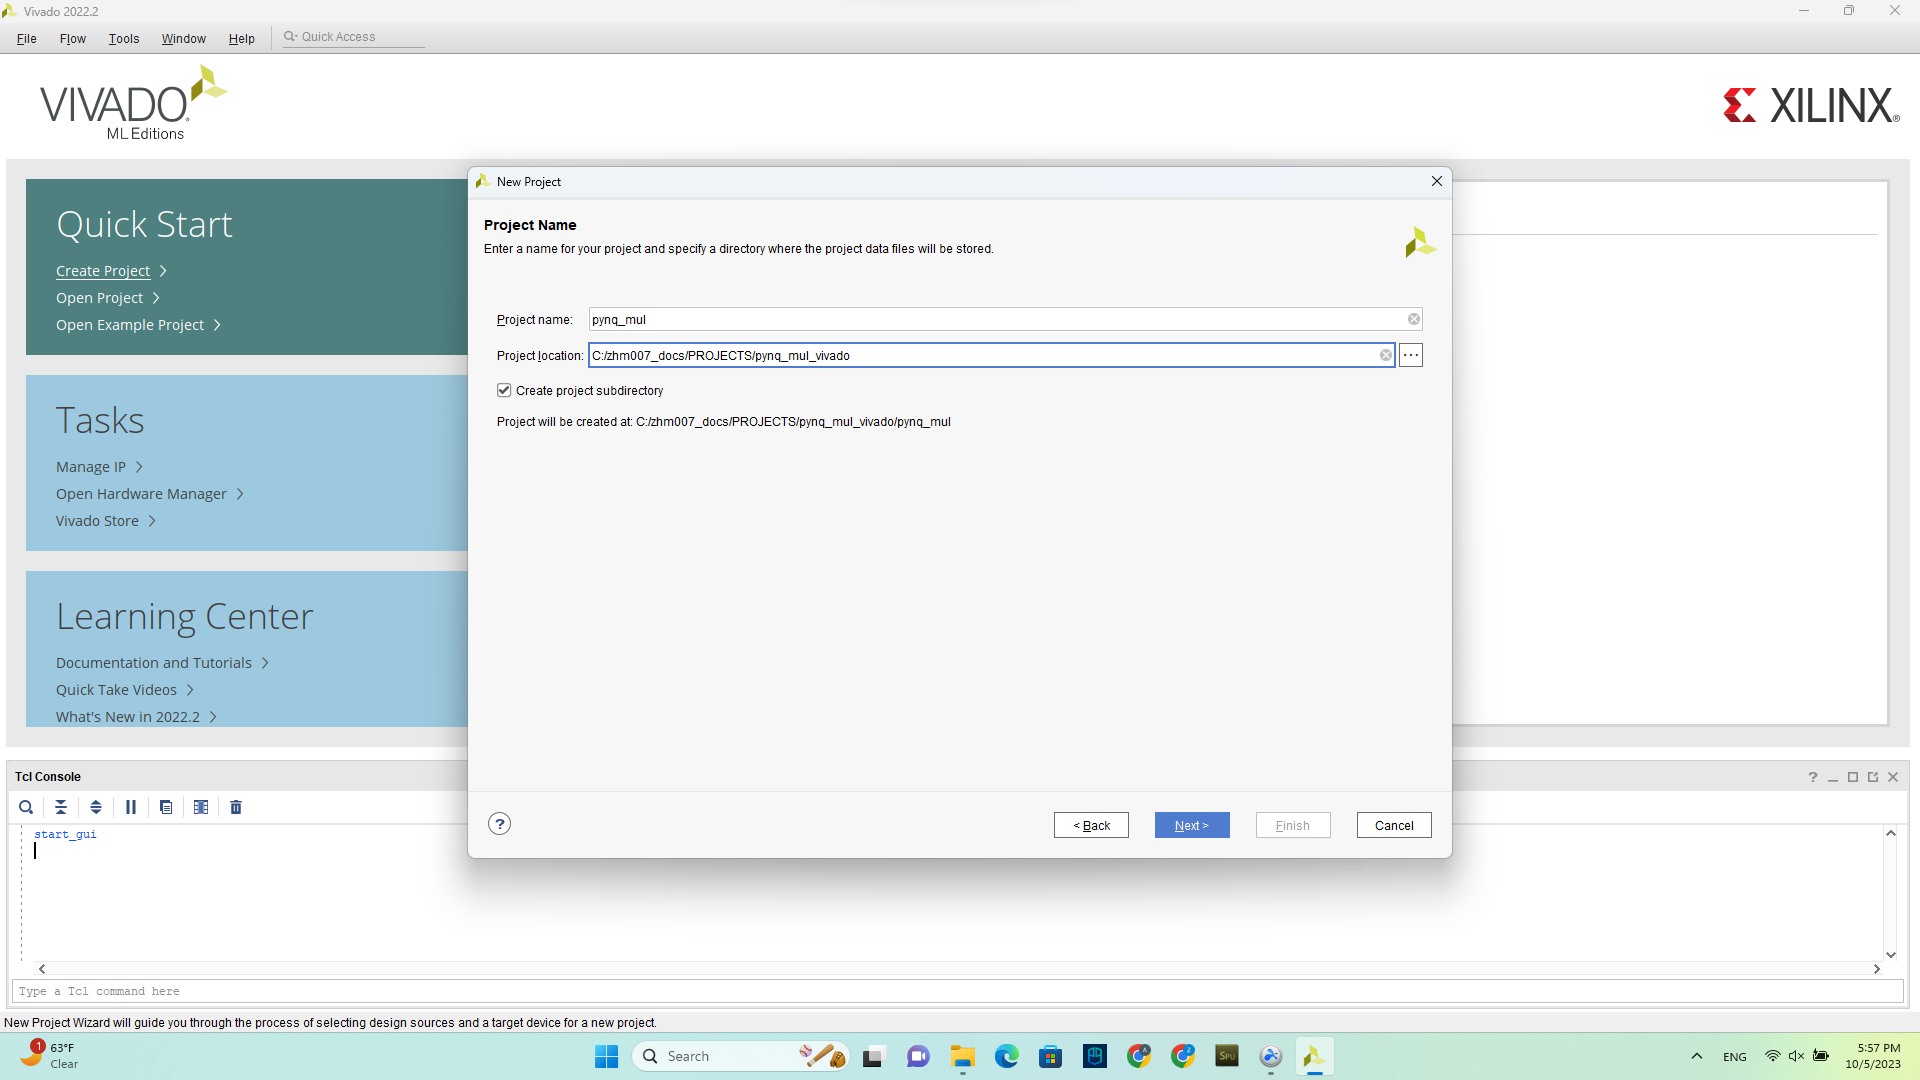 Vivado 2022.2
File Flow Tools Window Help Quick Access
VIVADO
ML Editions
XILINX
Quick Start
Create Project
Open Project
Open Example Project
Tasks
Manage IP
Open Hardware Manager
Vivado Store
Learning Center
Documentation and Tutorials
Quick Take Videos
What's New in 2022.2
New Project
Project Name
Enter a name for your project and specify a directory where the project data files will be stored.
Project name: pynq_mul
Project location: C:/zhm007_docs/PROJECTS/pynq_mul_vivado
Create project subdirectory
Project will be created at: C:/zhm007_docs/PROJECTS/pynq_mul_vivado/pynq_mul
? < Back Next > Finish Cancel
Tcl Console
start_gui
Type a Tcl command here
New Project Wizard will guide you through the process of selecting design sources and a target device for a new project.
1
63°F
Clear
Search
SPU
ENG
5:57 PM
10/5/2023